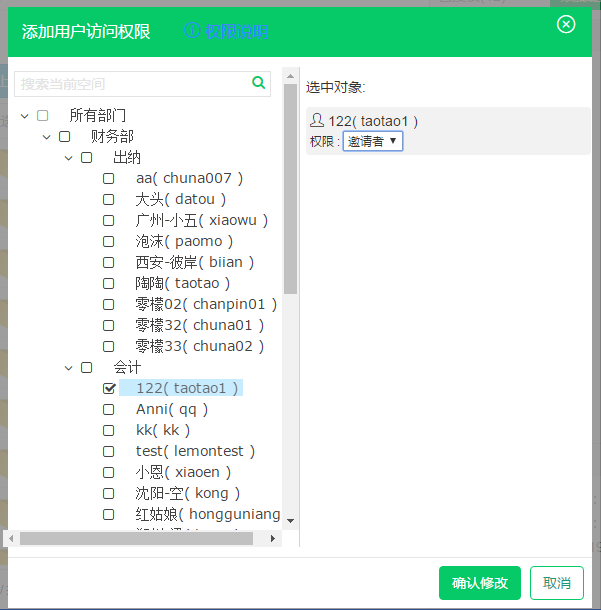 添加用户访问权限
权限说明
搜索当前空间
所有部门
财务部
出纳
aa( chuna007 )
大头( datou )
广州-小五( xiaowu )
泡沫( paomo )
西安-彼岸( biian )
陶陶( taotao )
零檬02( chanpin01 )
零檬32( chuna01 )
零檬33( chuna02 )
会计
122( taotao1 )
Anni( qq )
kk( kk )
test( lemontest )
小恩( xiaoen )
沈阳-空( kong )
红姑娘( hongguniang
选中对象:
122( taotao1 )
权限 : 邀请者
确认修改
取消